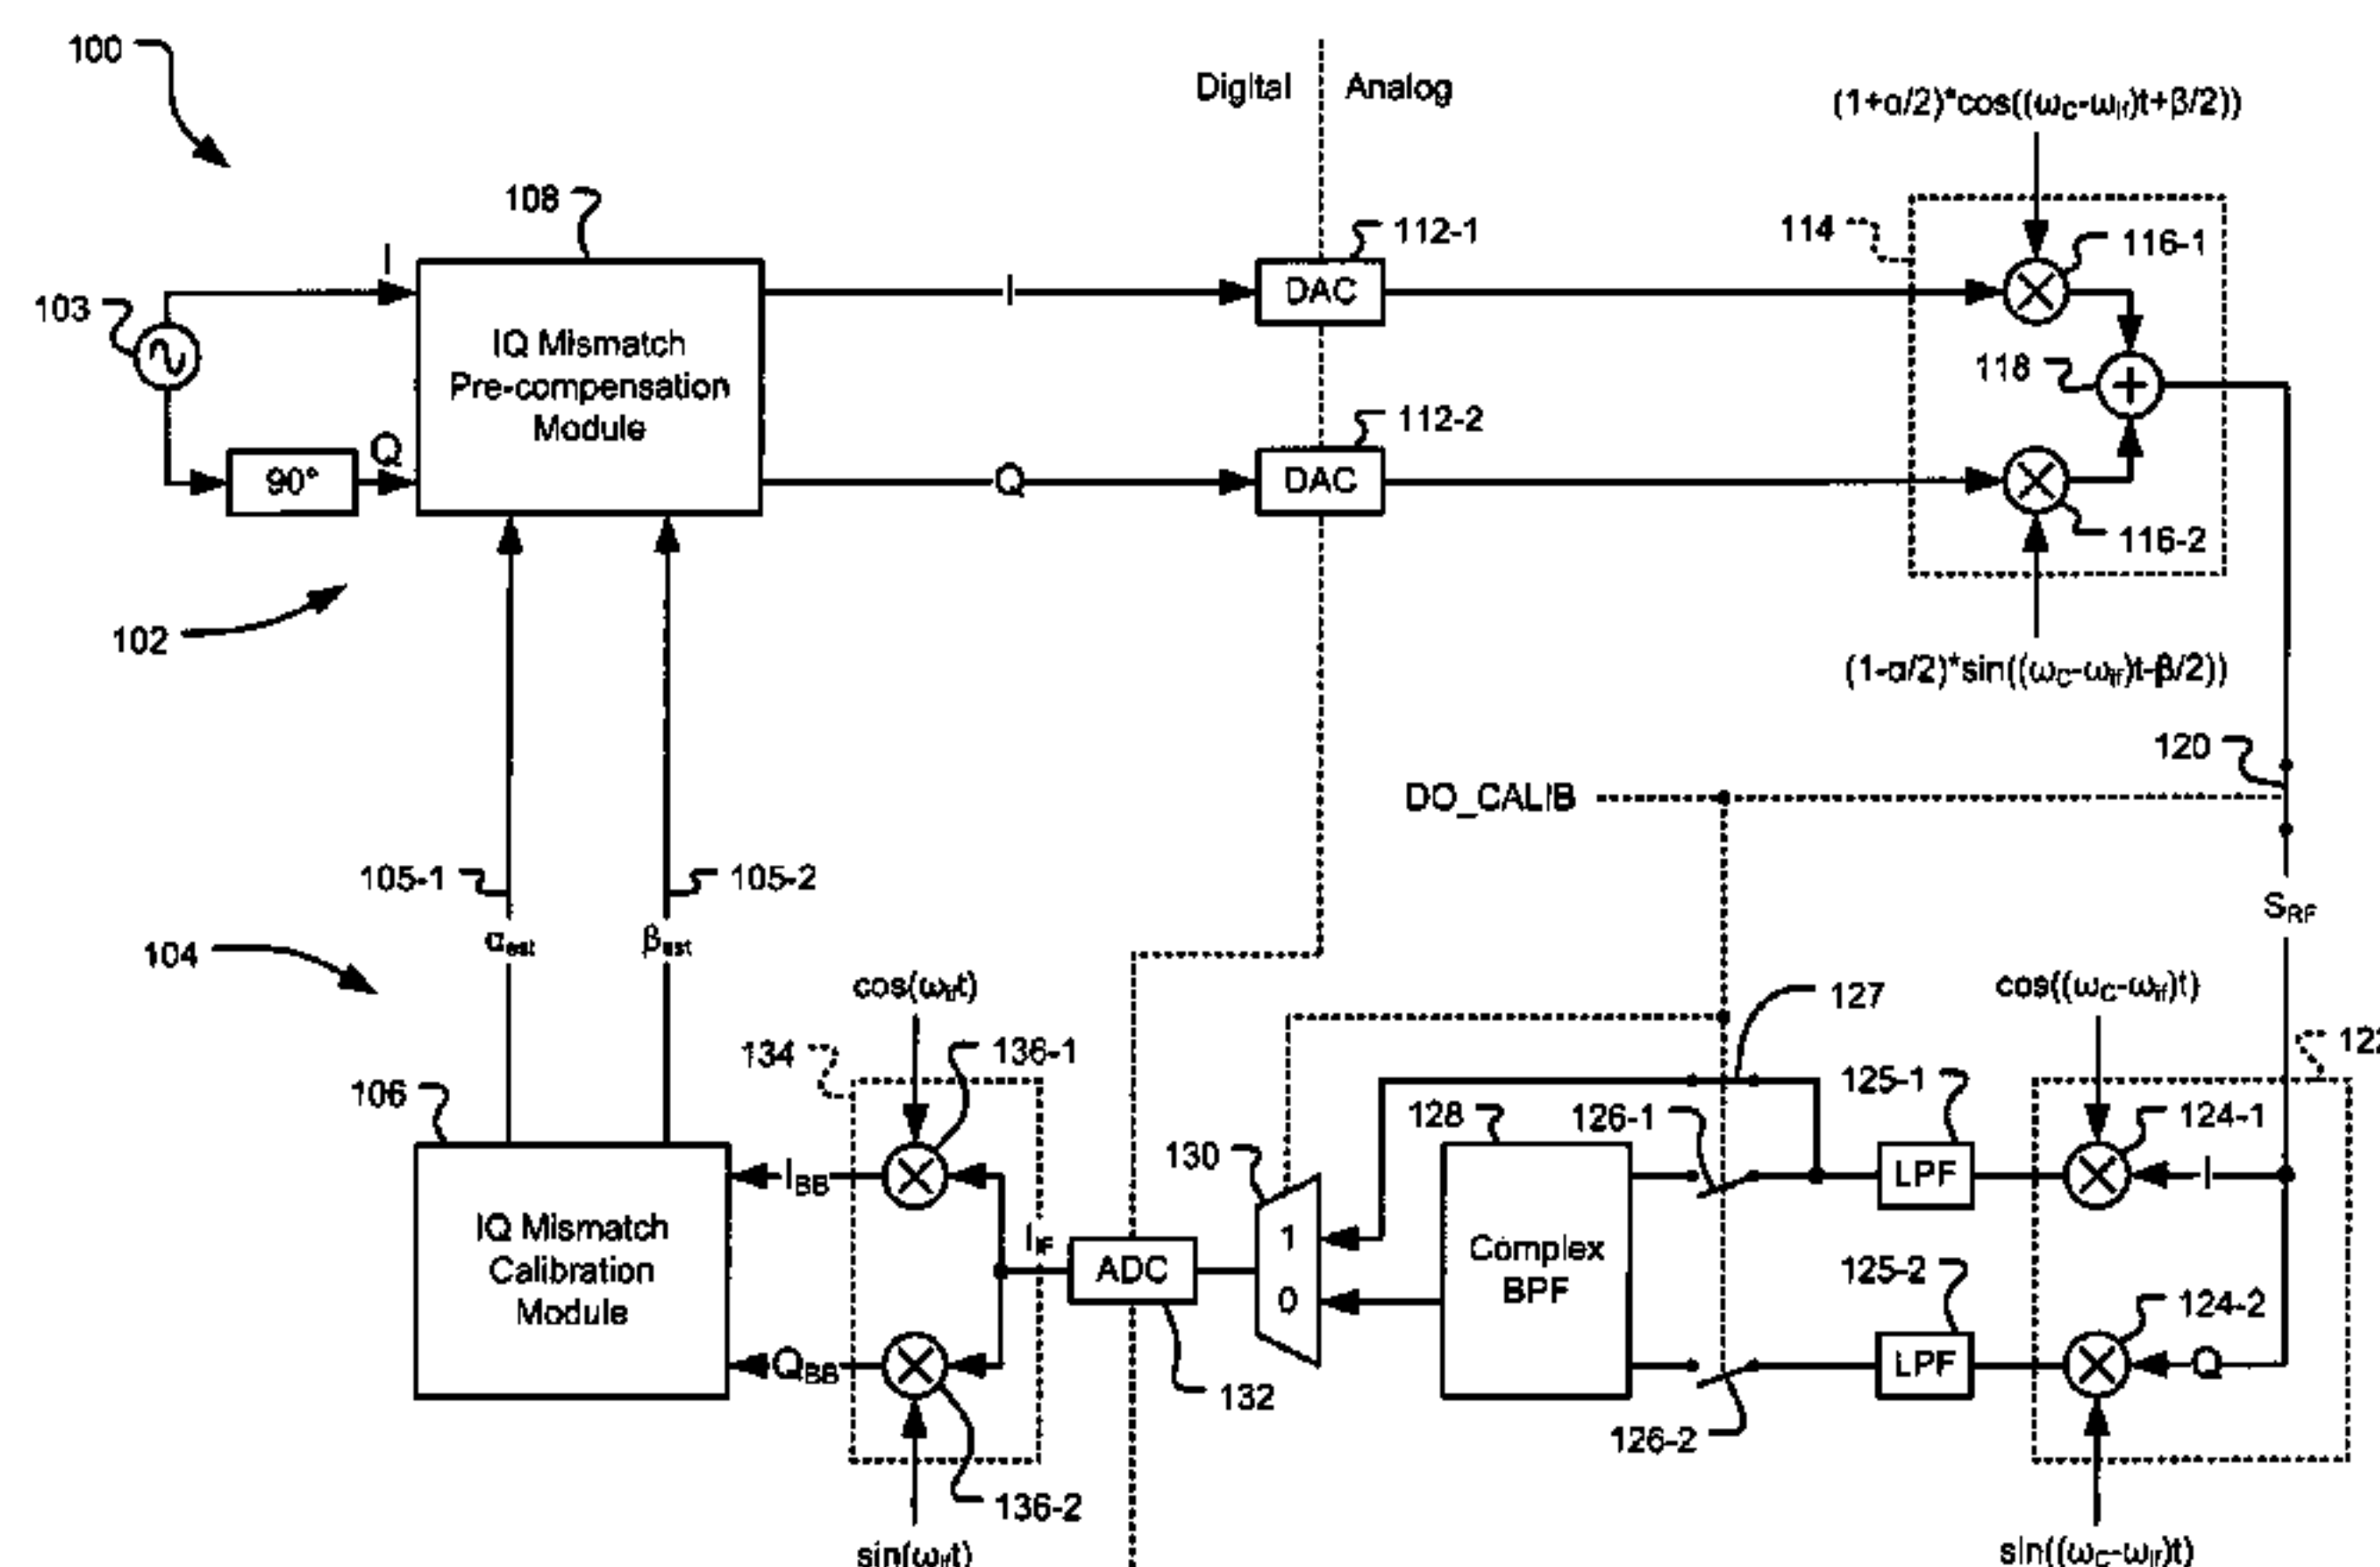 100
Digital
Analog
(1+α/2)*cos((ωC-ωif)t+β/2))
108
112-1
114
116-1
I
I
DAC
103
IQ Mismatch
Pre-compensation
Module
118
112-2
90°
Q
Q
DAC
116-2
102
(1-α/2)*sin((ωC-ωif)t-β/2))
120
DO_CALIB
105-1
105-2
SRF
αest
βest
104
cos(ωift)
127
cos((ωC-ωif)t)
134
136-1
122
106
128
126-1
125-1
124-1
130
IBB
LPF
I
IQ Mismatch
Calibration
Module
IIF
ADC
1
0
Complex
BPF
125-2
124-2
QBB
LPF
Q
132
126-2
136-2
sin(ωift)
sin((ωC-ωif)t)